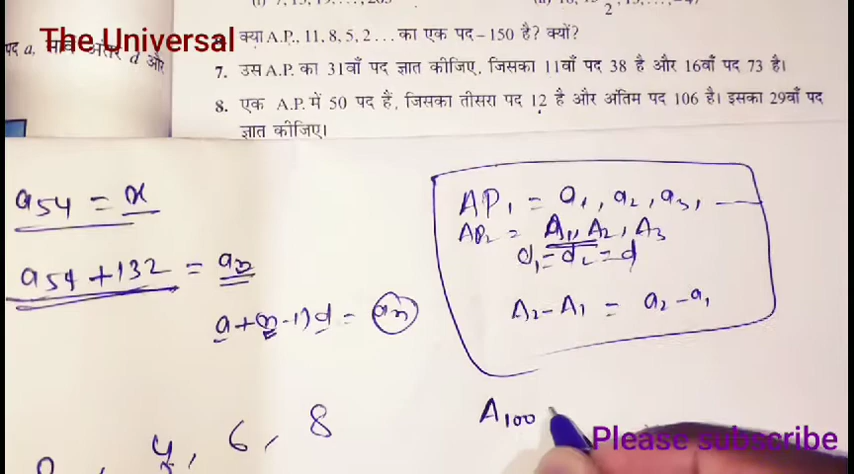 The Universal
क्या A.P., 11, 8, 5, 2 . . . का एक पद – 150 है? क्यों?
पद a,
अंतर d और
7. उस A.P. का 31वाँ पद ज्ञात कीजिए, जिसका 11वाँ पद 38 है और 16वाँ पद 73 है।
8. एक A.P. में 50 पद हैं, जिसका तीसरा पद 12 है और अंतिम पद 106 है। इसका 29वाँ पद
ज्ञात कीजिए।
a54 = x
AP1 = a1, a2, a3,
AP2 = A1, A2, A3
d1 = d2 = d
a54 + 132 =
a + (n - 1) d = an
A2 - A1 = a2 - a1
4, 6, 8
A100
Please subscribe